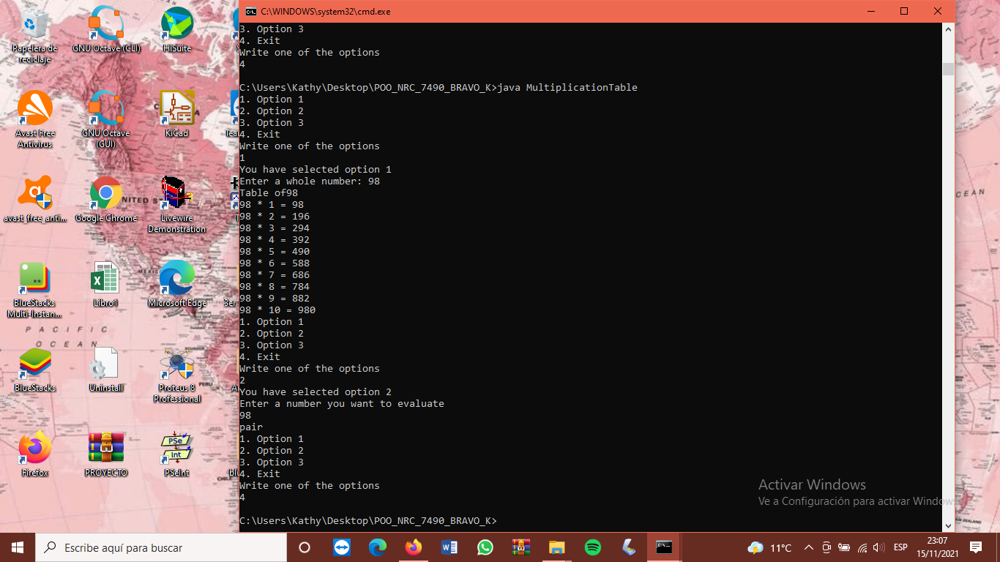 Papelera de
reciclaje
GNU Octave (CLI)
HiSuite
Avast Free
Antivirus
GNU Octave
(GUI)
KiCad
avast_free_anti...
Google Chrome
Livewire
Demonstration
BlueStacks
Multi-Instan...
Libro1
Microsoft Edge
BlueStacks
Uninstall
Proteus 8
Professional
Firefox
PROYECTO
PSe
Int
PSeInt
PACIFIC
OCEAN
C:\WINDOWS\system32\cmd.exe
3. Option 3
4. Exit
Write one of the options
4
C:\Users\Kathy\Desktop\POO_NRC_7490_BRAVO_K>java MultiplicationTable
1. Option 1
2. Option 2
3. Option 3
4. Exit
Write one of the options
1
You have selected option 1
Enter a whole number: 98
Table of98
98 * 1 = 98
98 * 2 = 196
98 * 3 = 294
98 * 4 = 392
98 * 5 = 490
98 * 6 = 588
98 * 7 = 686
98 * 8 = 784
98 * 9 = 882
98 * 10 = 980
1. Option 1
2. Option 2
3. Option 3
4. Exit
Write one of the options
2
You have selected option 2
Enter a number you want to evaluate
98
pair
1. Option 1
2. Option 2
3. Option 3
4. Exit
Write one of the options
4
C:\Users\Kathy\Desktop\POO_NRC_7490_BRAVO_K>
Activar Windows
Ve a Configuración para activar Windows
Escribe aquí para buscar
11°C
ESP
23:07
15/11/2021